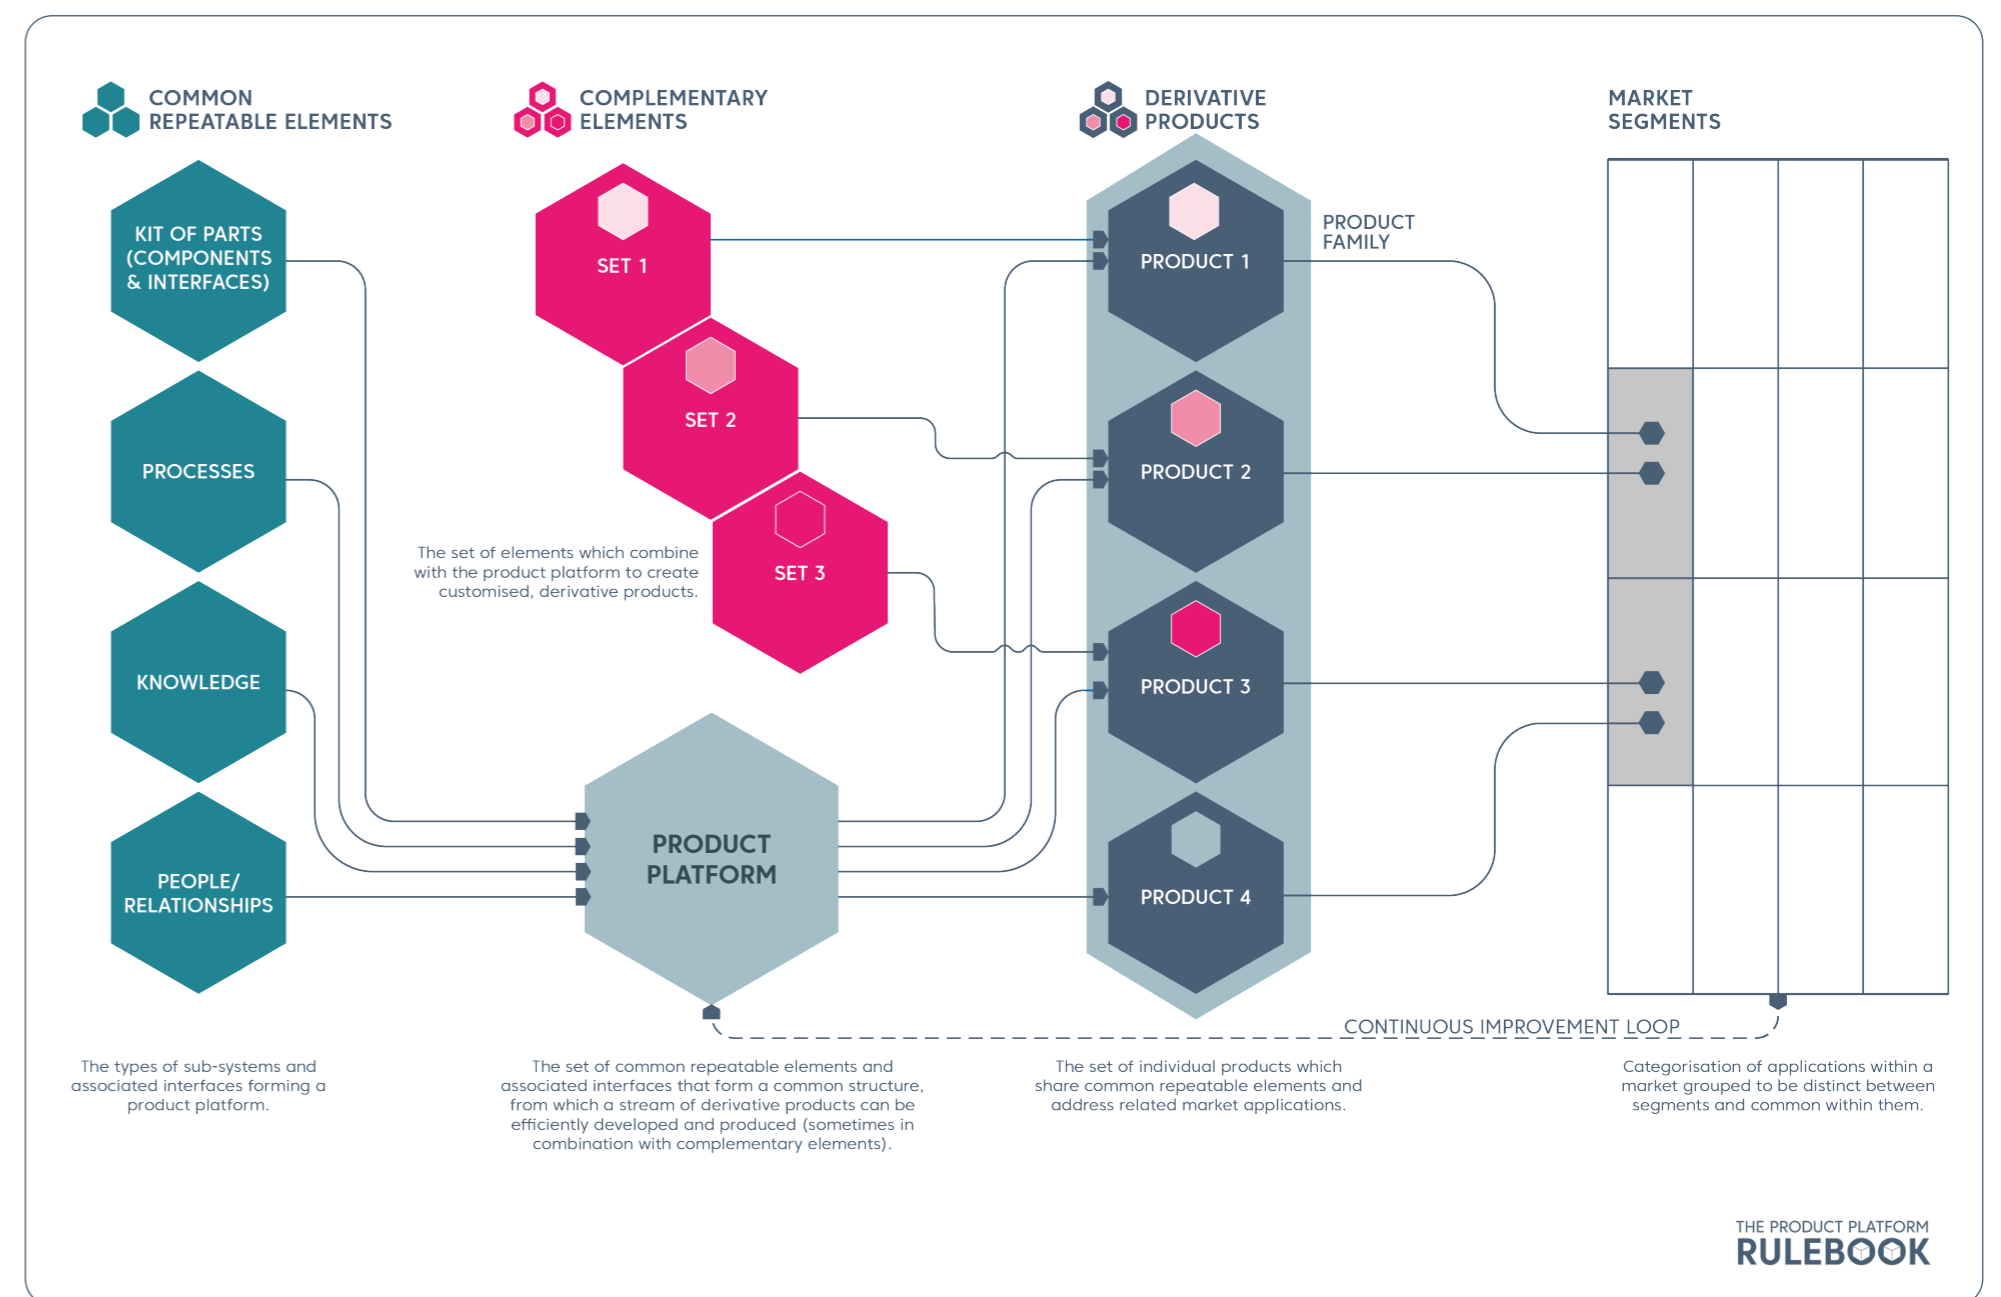 COMMON
REPEATABLE ELEMENTS
KIT OF PARTS
(COMPONENTS
& INTERFACES)
PROCESSES
KNOWLEDGE
PEOPLE/
RELATIONSHIPS
The types of sub-systems and
associated interfaces forming a
product platform.
COMPLEMENTARY
ELEMENTS
SET 1
SET 2
SET 3
The set of elements which combine
with the product platform to create
customised, derivative products.
PRODUCT
PLATFORM
The set of common repeatable elements and
associated interfaces that form a common structure,
from which a stream of derivative products can be
efficiently developed and produced (sometimes in
combination with complementary elements).
DERIVATIVE
PRODUCTS
PRODUCT
FAMILY
PRODUCT 1
PRODUCT 2
PRODUCT 3
PRODUCT 4
The set of individual products which
share common repeatable elements and
address related market applications.
MARKET
SEGMENTS
CONTINUOUS IMPROVEMENT LOOP
Categorisation of applications within a
market grouped to be distinct between
segments and common within them.
THE PRODUCT PLATFORM
RULEBOOK